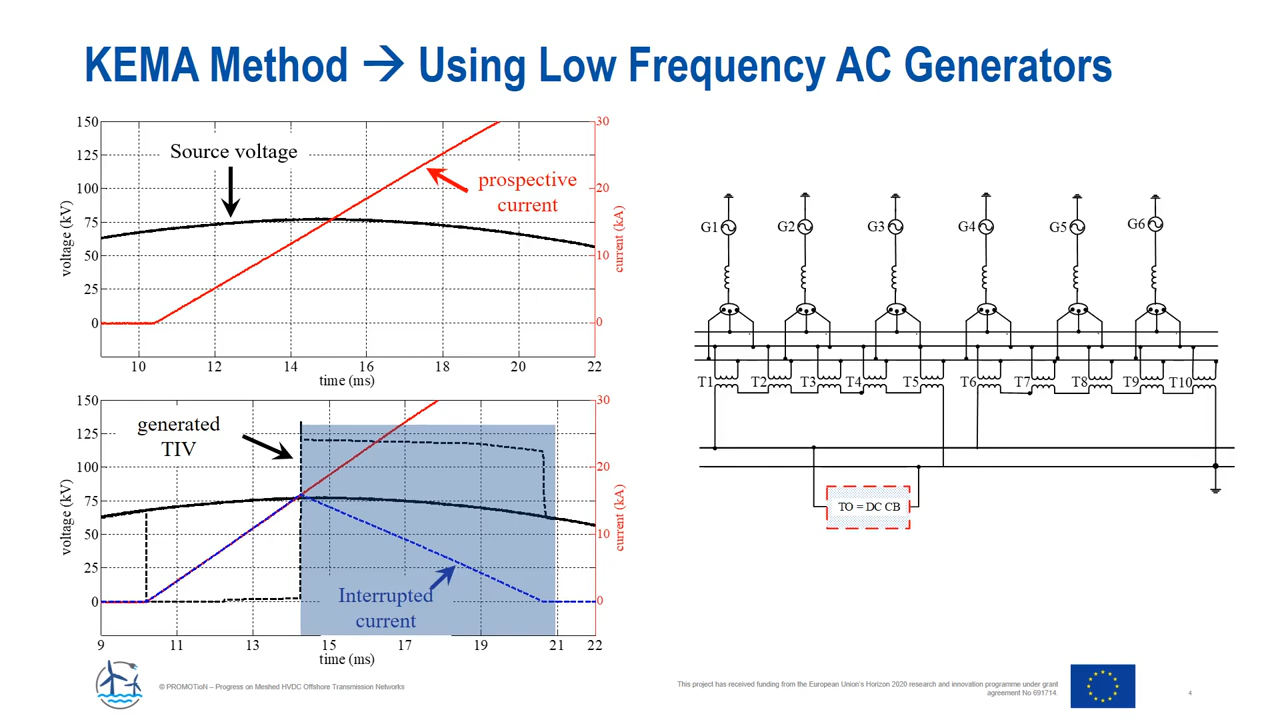 KEMA Method → Using Low Frequency AC Generators
150
125
100
75
50
25
0
voltage (kV)
30
20
10
0
current (kA)
Source voltage
prospective
current
10
12
14
16
18
20
22
time (ms)
150
125
100
75
50
25
0
voltage (kV)
30
20
10
0
current (kA)
generated
TIV
Interrupted
current
9
11
13
15
17
19
21
22
time (ms)
G1
G2
G3
G4
G5
G6
T1
T2
T3
T4
T5
T6
T7
T8
T9
T10
TO = DC CB
© PROMOTioN – Progress on Meshed HVDC Offshore Transmission Networks
This project has received funding from the European Union's Horizon 2020 research and innovation programme under grant
agreement No 691714.
4